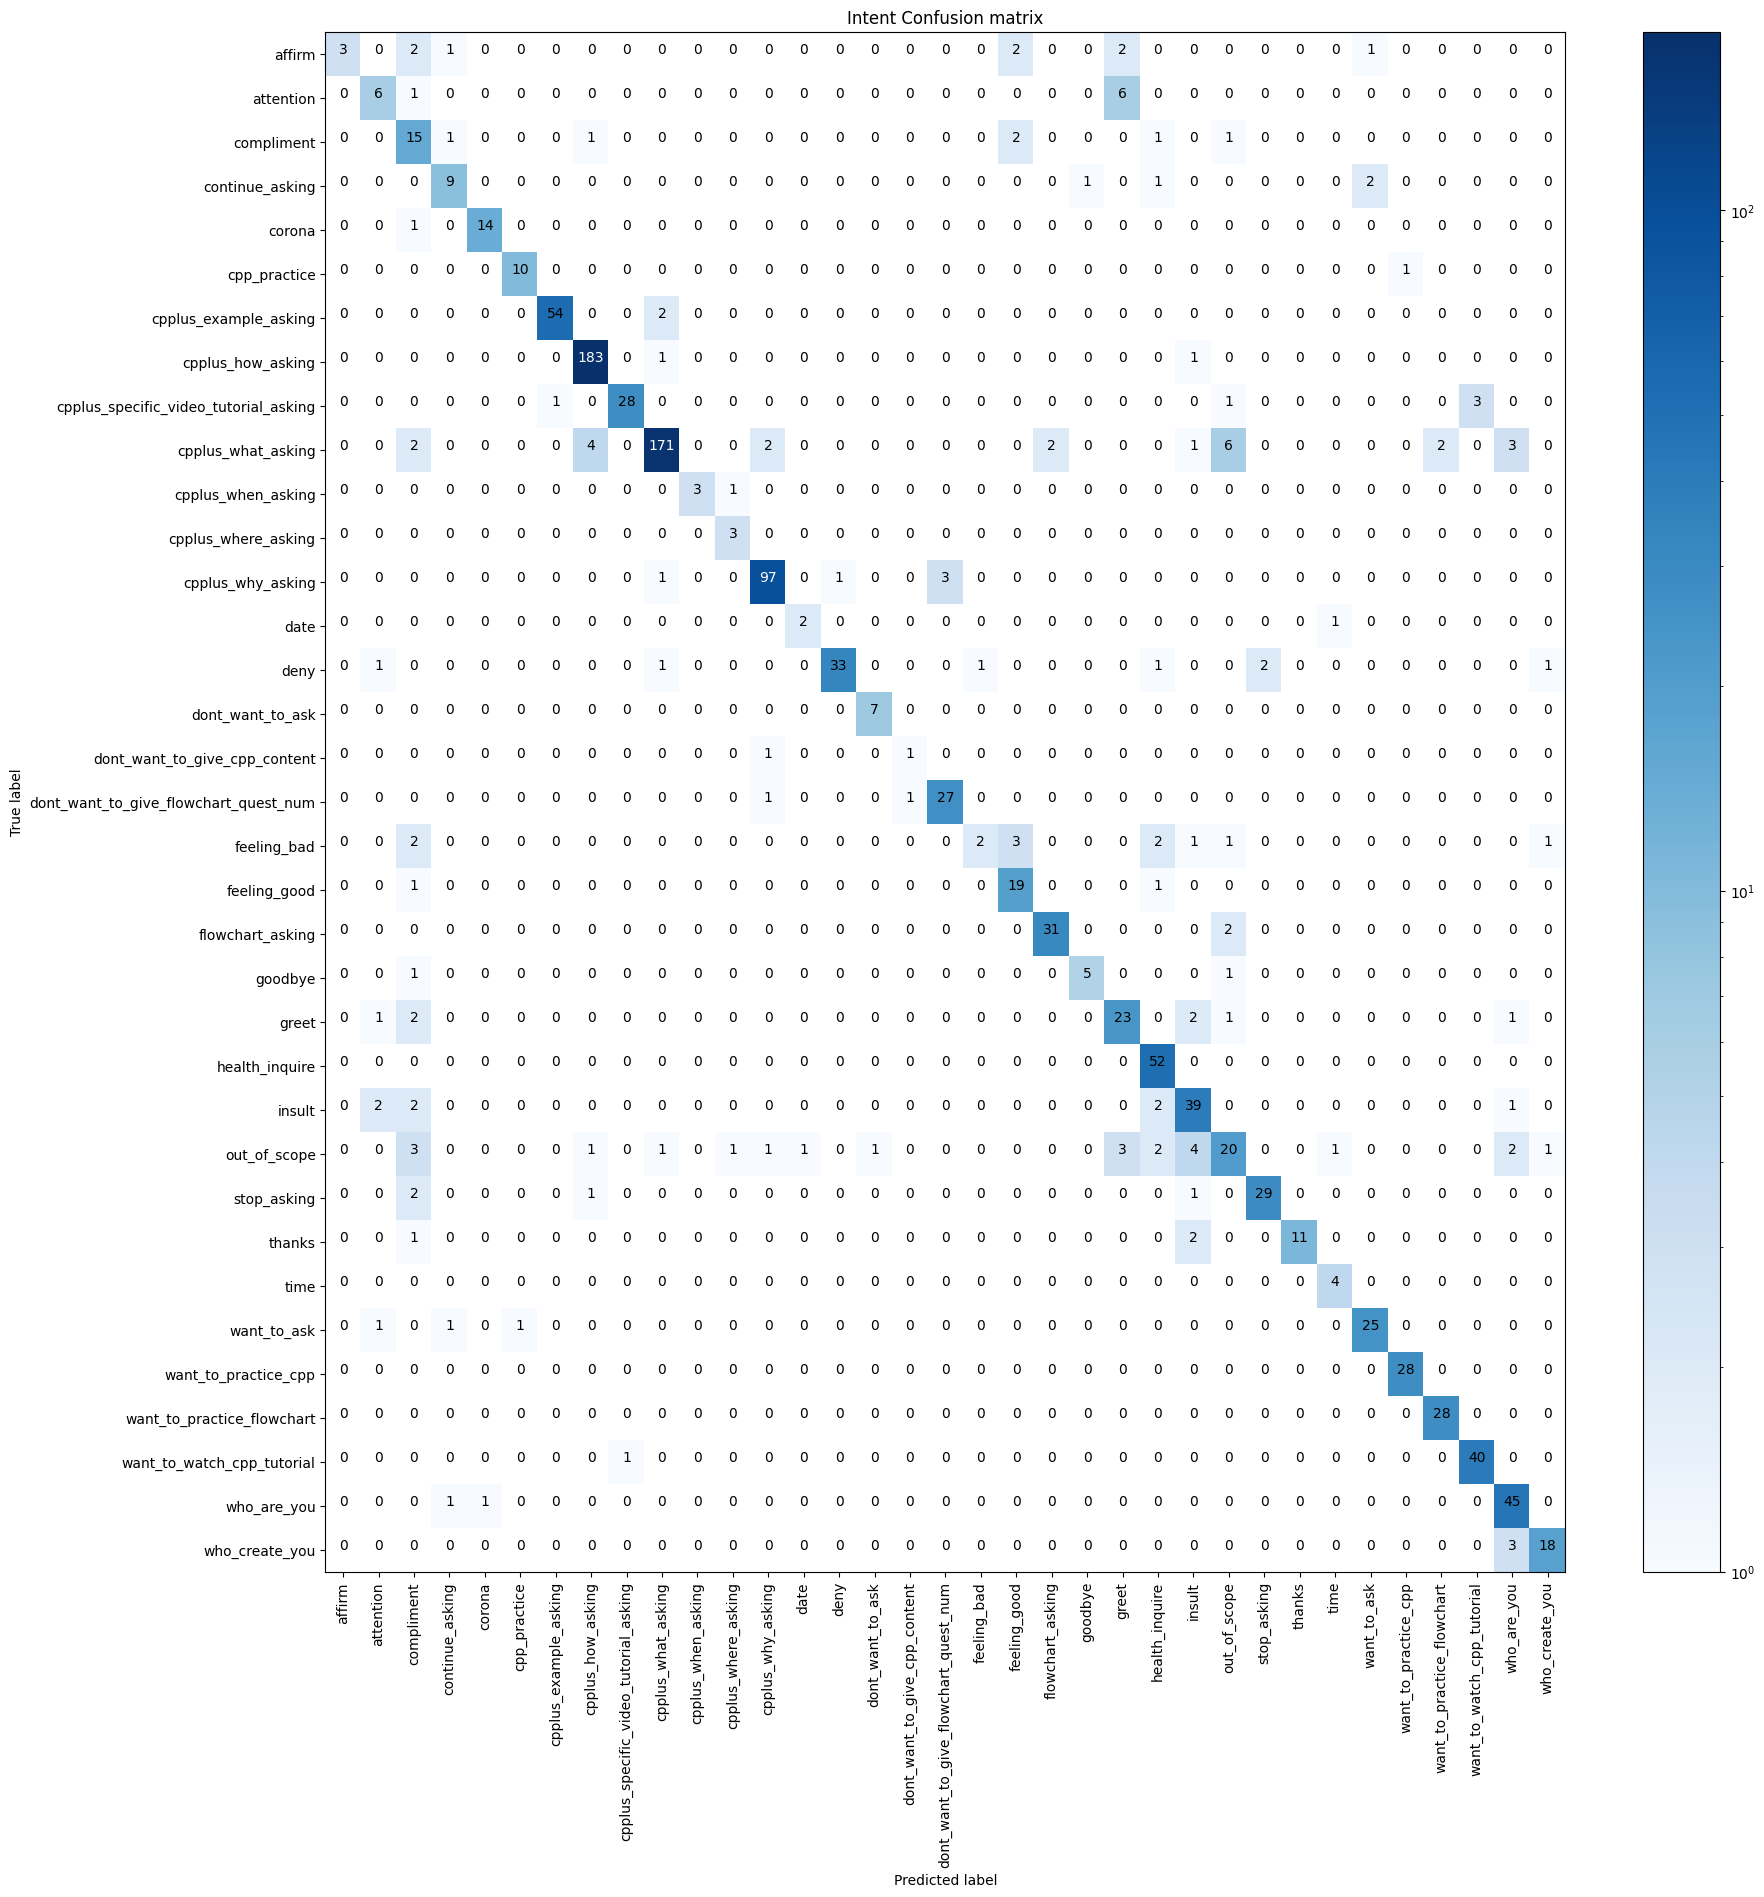 Intent Confusion matrix
affirm 3 0 2 1 0 0 0 0 0 0 0 0 0 0 0 0 0 0 0 2 0 0 2 0 0 0 0 0 0 1 0 0 0 0 0
attention 0 6 1 0 0 0 0 0 0 0 0 0 0 0 0 0 0 0 0 0 0 0 6 0 0 0 0 0 0 0 0 0 0 0 0
compliment 0 0 15 1 0 0 0 1 0 0 0 0 0 0 0 0 0 0 0 2 0 0 0 1 0 1 0 0 0 0 0 0 0 0 0
continue_asking 0 0 0 9 0 0 0 0 0 0 0 0 0 0 0 0 0 0 0 0 0 1 0 1 0 0 0 0 0 2 0 0 0 0 0
corona 0 0 1 0 14 0 0 0 0 0 0 0 0 0 0 0 0 0 0 0 0 0 0 0 0 0 0 0 0 0 0 0 0 0 0
cpp_practice 0 0 0 0 0 10 0 0 0 0 0 0 0 0 0 0 0 0 0 0 0 0 0 0 0 0 0 0 0 0 1 0 0 0 0
cpplus_example_asking 0 0 0 0 0 0 54 0 0 2 0 0 0 0 0 0 0 0 0 0 0 0 0 0 0 0 0 0 0 0 0 0 0 0 0
cpplus_how_asking 0 0 0 0 0 0 0 183 0 1 0 0 0 0 0 0 0 0 0 0 0 0 0 0 1 0 0 0 0 0 0 0 0 0 0
cpplus_specific_video_tutorial_asking 0 0 0 0 0 0 1 0 28 0 0 0 0 0 0 0 0 0 0 0 0 0 0 0 0 1 0 0 0 0 0 0 3 0 0
cpplus_what_asking 0 0 2 0 0 0 0 4 0 171 0 0 2 0 0 0 0 0 0 0 2 0 0 0 1 6 0 0 0 0 0 2 0 3 0
cpplus_when_asking 0 0 0 0 0 0 0 0 0 0 3 1 0 0 0 0 0 0 0 0 0 0 0 0 0 0 0 0 0 0 0 0 0 0 0
cpplus_where_asking 0 0 0 0 0 0 0 0 0 0 0 3 0 0 0 0 0 0 0 0 0 0 0 0 0 0 0 0 0 0 0 0 0 0 0
cpplus_why_asking 0 0 0 0 0 0 0 0 0 1 0 0 97 0 1 0 0 3 0 0 0 0 0 0 0 0 0 0 0 0 0 0 0 0 0
date 0 0 0 0 0 0 0 0 0 0 0 0 0 2 0 0 0 0 0 0 0 0 0 0 0 0 0 0 1 0 0 0 0 0 0
deny 0 1 0 0 0 0 0 0 0 1 0 0 0 0 33 0 0 0 1 0 0 0 0 1 0 0 2 0 0 0 0 0 0 0 1
dont_want_to_ask 0 0 0 0 0 0 0 0 0 0 0 0 0 0 0 7 0 0 0 0 0 0 0 0 0 0 0 0 0 0 0 0 0 0 0
dont_want_to_give_cpp_content 0 0 0 0 0 0 0 0 0 0 0 0 1 0 0 0 1 0 0 0 0 0 0 0 0 0 0 0 0 0 0 0 0 0 0
dont_want_to_give_flowchart_quest_num 0 0 0 0 0 0 0 0 0 0 0 0 1 0 0 0 1 27 0 0 0 0 0 0 0 0 0 0 0 0 0 0 0 0 0
feeling_bad 0 0 2 0 0 0 0 0 0 0 0 0 0 0 0 0 0 0 2 3 0 0 0 2 1 1 0 0 0 0 0 0 0 0 1
feeling_good 0 0 1 0 0 0 0 0 0 0 0 0 0 0 0 0 0 0 0 19 0 0 0 1 0 0 0 0 0 0 0 0 0 0 0
flowchart_asking 0 0 0 0 0 0 0 0 0 0 0 0 0 0 0 0 0 0 0 0 31 0 0 0 0 2 0 0 0 0 0 0 0 0 0
goodbye 0 0 1 0 0 0 0 0 0 0 0 0 0 0 0 0 0 0 0 0 0 5 0 0 0 1 0 0 0 0 0 0 0 0 0
greet 0 1 2 0 0 0 0 0 0 0 0 0 0 0 0 0 0 0 0 0 0 0 23 0 2 1 0 0 0 0 0 0 0 1 0
health_inquire 0 0 0 0 0 0 0 0 0 0 0 0 0 0 0 0 0 0 0 0 0 0 0 52 0 0 0 0 0 0 0 0 0 0 0
insult 0 2 2 0 0 0 0 0 0 0 0 0 0 0 0 0 0 0 0 0 0 0 0 2 39 0 0 0 0 0 0 0 0 1 0
out_of_scope 0 0 3 0 0 0 0 1 0 1 0 1 1 1 0 1 0 0 0 0 0 0 3 2 4 20 0 0 1 0 0 0 0 2 1
stop_asking 0 0 2 0 0 0 0 1 0 0 0 0 0 0 0 0 0 0 0 0 0 0 0 0 1 0 29 0 0 0 0 0 0 0 0
thanks 0 0 1 0 0 0 0 0 0 0 0 0 0 0 0 0 0 0 0 0 0 0 0 0 2 0 0 11 0 0 0 0 0 0 0
time 0 0 0 0 0 0 0 0 0 0 0 0 0 0 0 0 0 0 0 0 0 0 0 0 0 0 0 0 4 0 0 0 0 0 0
want_to_ask 0 1 0 1 0 1 0 0 0 0 0 0 0 0 0 0 0 0 0 0 0 0 0 0 0 0 0 0 0 25 0 0 0 0 0
want_to_practice_cpp 0 0 0 0 0 0 0 0 0 0 0 0 0 0 0 0 0 0 0 0 0 0 0 0 0 0 0 0 0 0 28 0 0 0 0
want_to_practice_flowchart 0 0 0 0 0 0 0 0 0 0 0 0 0 0 0 0 0 0 0 0 0 0 0 0 0 0 0 0 0 0 0 28 0 0 0
want_to_watch_cpp_tutorial 0 0 0 0 0 0 0 0 1 0 0 0 0 0 0 0 0 0 0 0 0 0 0 0 0 0 0 0 0 0 0 0 40 0 0
who_are_you 0 0 0 1 1 0 0 0 0 0 0 0 0 0 0 0 0 0 0 0 0 0 0 0 0 0 0 0 0 0 0 0 0 45 0
who_create_you 0 0 0 0 0 0 0 0 0 0 0 0 0 0 0 0 0 0 0 0 0 0 0 0 0 0 0 0 0 0 0 0 0 3 18
True label
affirm
attention
compliment
continue_asking
corona
cpp_practice
cpplus_example_asking
cpplus_how_asking
cpplus_specific_video_tutorial_asking
cpplus_what_asking
cpplus_when_asking
cpplus_where_asking
cpplus_why_asking
date
deny
dont_want_to_ask
dont_want_to_give_cpp_content
dont_want_to_give_flowchart_quest_num
feeling_bad
feeling_good
flowchart_asking
goodbye
greet
health_inquire
insult
out_of_scope
stop_asking
thanks
time
want_to_ask
want_to_practice_cpp
want_to_practice_flowchart
want_to_watch_cpp_tutorial
who_are_you
who_create_you
Predicted label
10²
10¹
10⁰